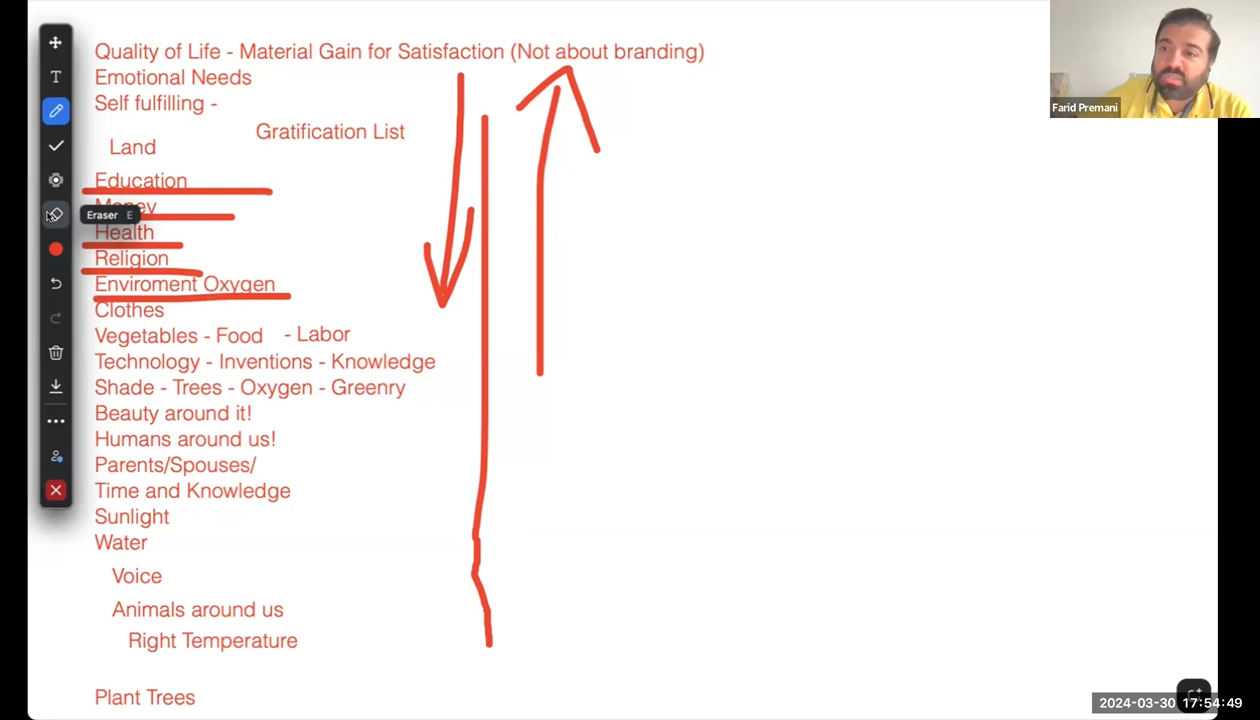 Quality of Life - Material Gain for Satisfaction (Not about branding)
Emotional Needs
Self fulfilling -
Gratification List
Land
Education
Money
Eraser E
Health
Religion
Enviroment Oxygen
Clothes
Vegetables - Food - Labor
Technology - Inventions - Knowledge
Shade - Trees - Oxygen - Greenry
Beauty around it!
Humans around us!
Parents/Spouses/
Time and Knowledge
Sunlight
Water
Voice
Animals around us
Right Temperature
Plant Trees
Farid Premani
2024-03-30 17:54:49